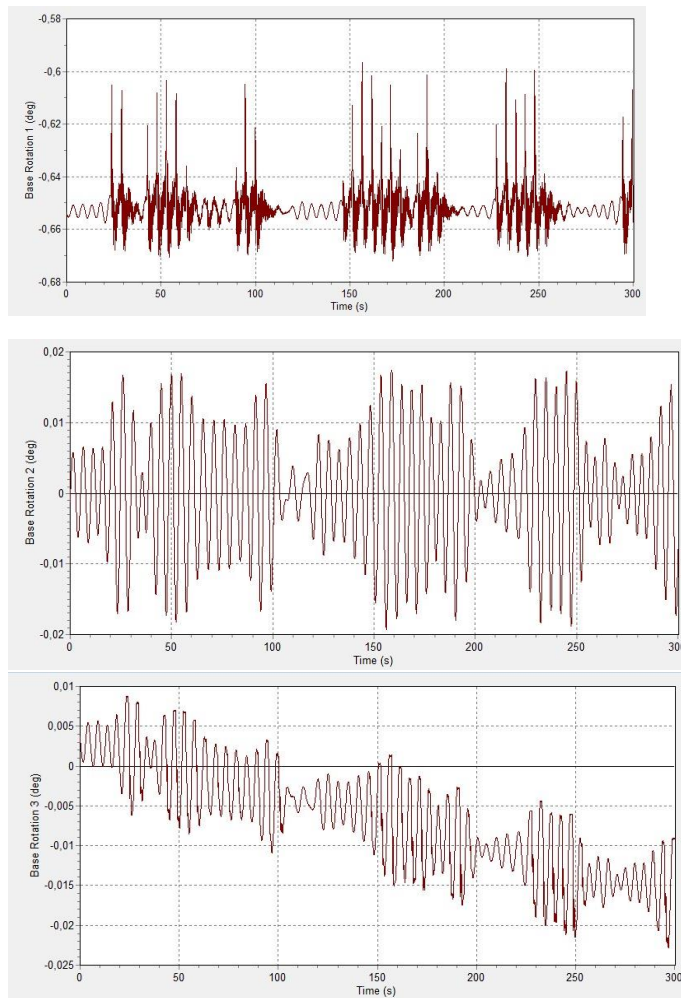 -0,58
-0,6
-0,62
-0,64
-0,66
-0,68
Base Rotation 1 (deg)
0 50 100 150 200 250 300
Time (s)
0,02
0,01
0
-0,01
-0,02
Base Rotation 2 (deg)
0 50 100 150 200 250 300
Time (s)
0,01
0,005
0
-0,005
-0,01
-0,015
-0,02
-0,025
Base Rotation 3 (deg)
0 50 100 150 200 250 300
Time (s)